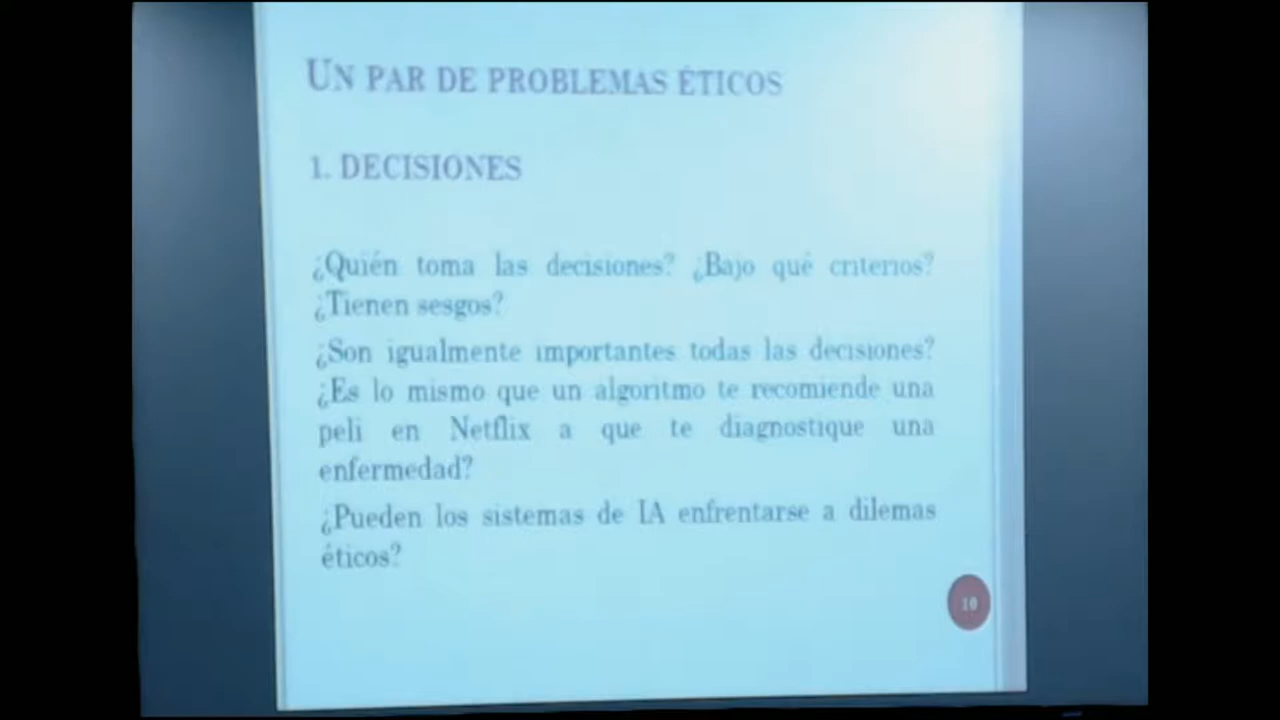 UN PAR DE PROBLEMAS ÉTICOS
1. DECISIONES
¿Quién toma las decisiones? ¿Bajo qué criterios?
¿Tienen sesgos?
¿Son igualmente importantes todas las decisiones?
¿Es lo mismo que un algoritmo te recomiende una
peli en Netflix a que te diagnostique una
enfermedad?
¿Pueden los sistemas de IA enfrentarse a dilemas
éticos?
10